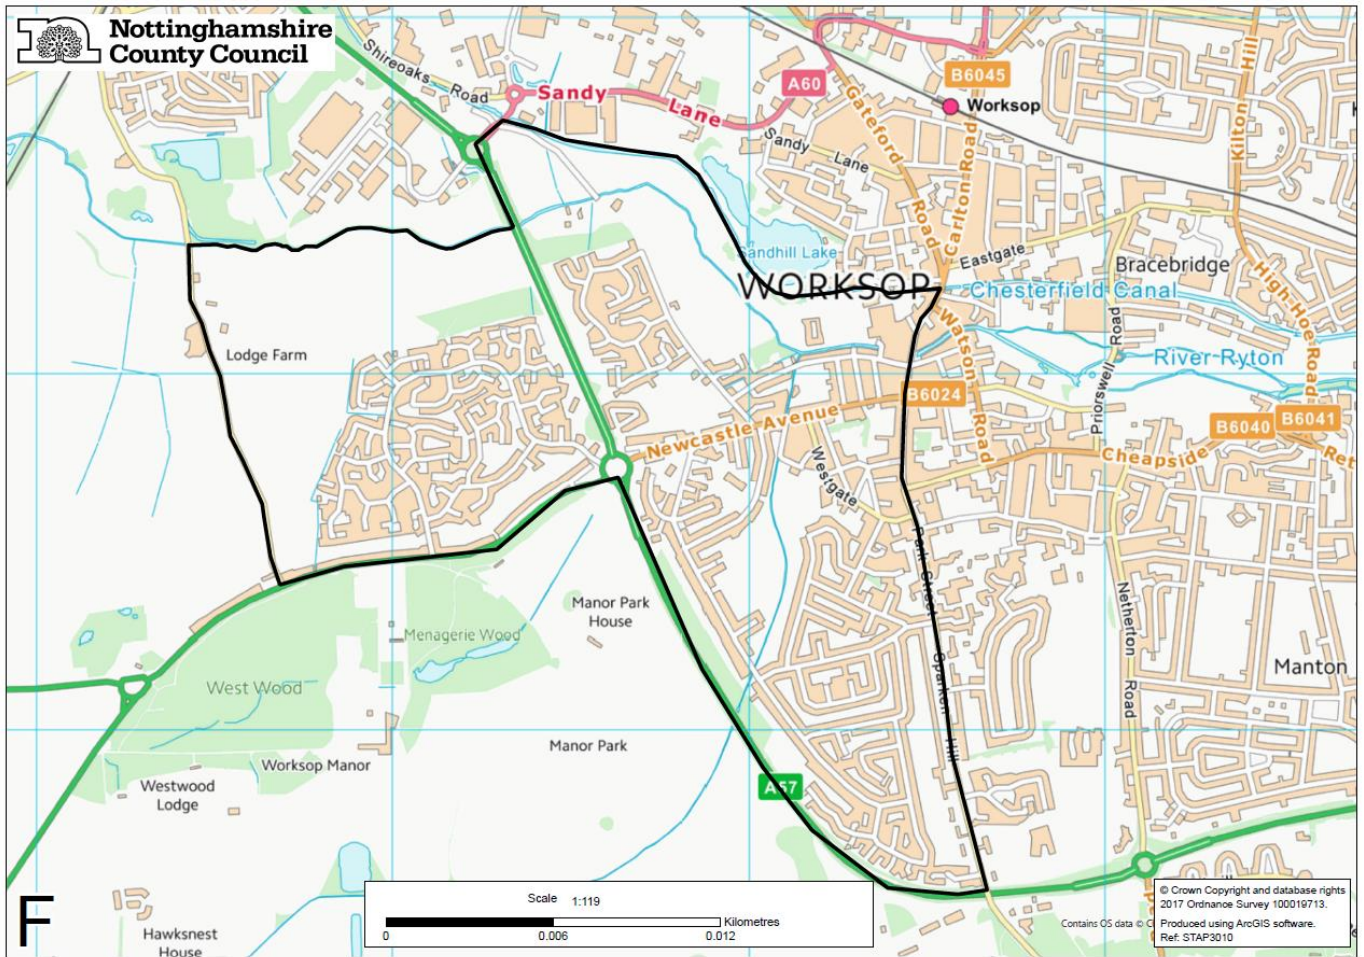 Nottinghamshire
County Council
Shireoaks Road
Sandy Lane
A60
B6045
Worksop
Kilton Hill
Gateford Road
Sandy Lane
Carlton Road
Eastgate
Sandhill Lake
WORKSOP
Bracebridge
Chesterfield Canal
High Hoe Road
Watson Road
Priorswell Road
River Ryton
Lodge Farm
B6024
Newcastle Avenue
B6040
B6041
Cheapside
Ret
Westgate
Park Street
Sparken Hill
Netherton Road
Manton
Manor Park
House
Menagerie Wood
West Wood
Manor Park
Worksop Manor
Westwood
Lodge
A57
F
Hawksnest
House
Scale 1:119
Kilometres
0 0.006 0.012
Contains OS data © C
© Crown Copyright and database rights
2017 Ordnance Survey 100019713.
Produced using ArcGIS software.
Ref: STAP3010